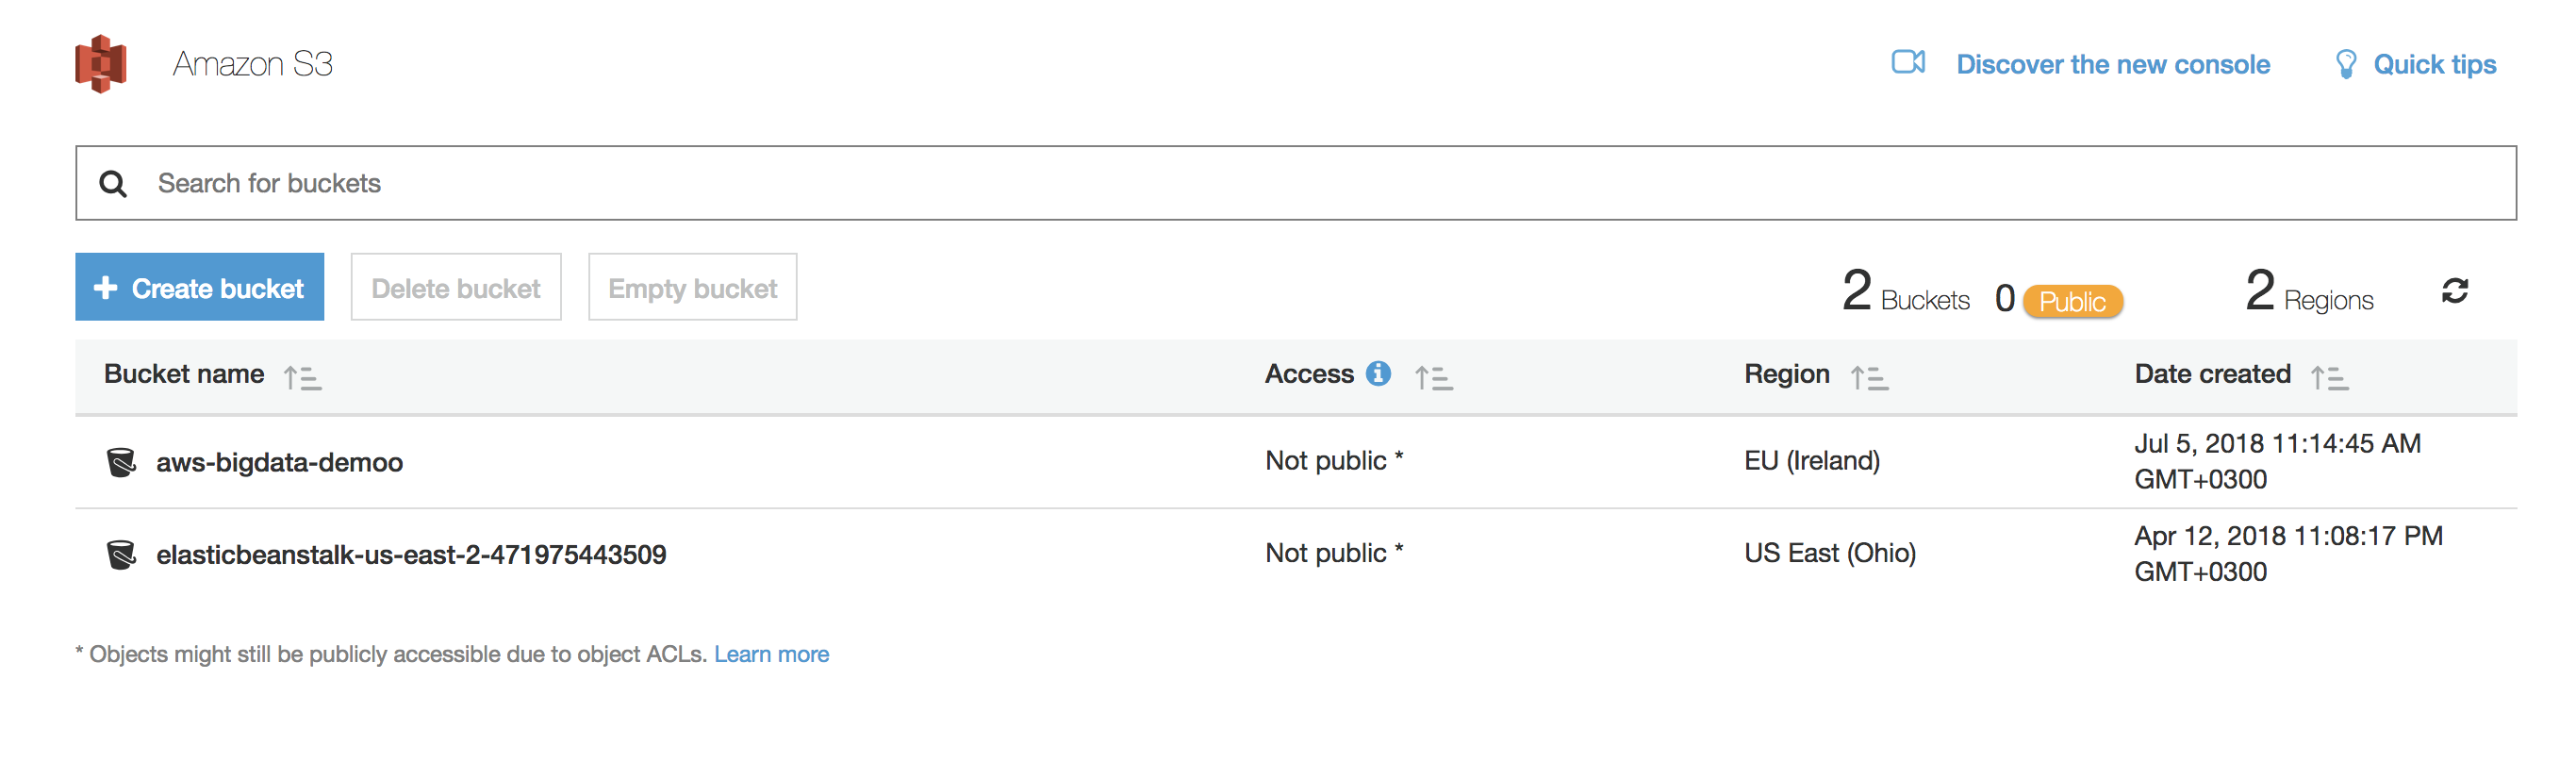 Amazon S3
Discover the new console
Quick tips
Search for buckets
Create bucket
Delete bucket
Empty bucket
2 Buckets 0 Public
2 Regions
Bucket name Access Region Date created
aws-bigdata-demoo Not public * EU (Ireland) Jul 5, 2018 11:14:45 AM
GMT+0300
elasticbeanstalk-us-east-2-471975443509 Not public * US East (Ohio) Apr 12, 2018 11:08:17 PM
GMT+0300
* Objects might still be publicly accessible due to object ACLs. Learn more